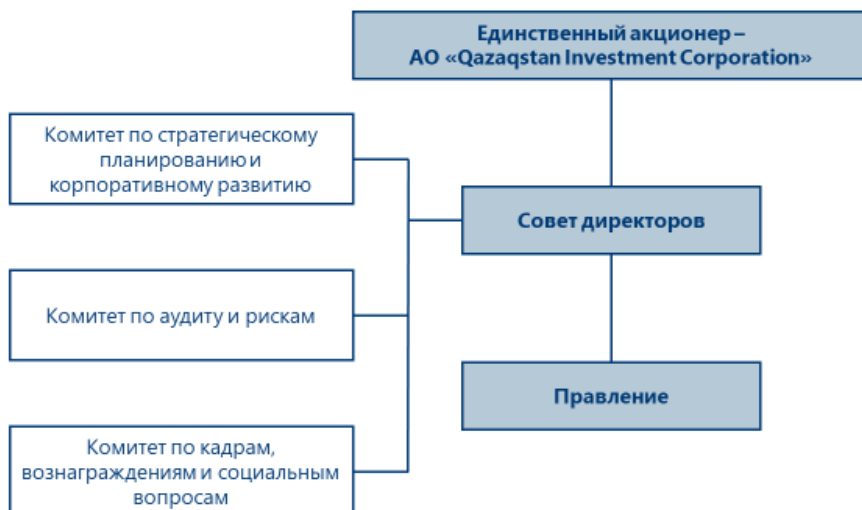 Единственный акционер –
АО «Qazaqstan Investment Corporation»
Комитет по стратегическому
планированию и
корпоративному развитию
Совет директоров
Комитет по аудиту и рискам
Правление
Комитет по кадрам,
вознаграждениям и социальным
вопросам